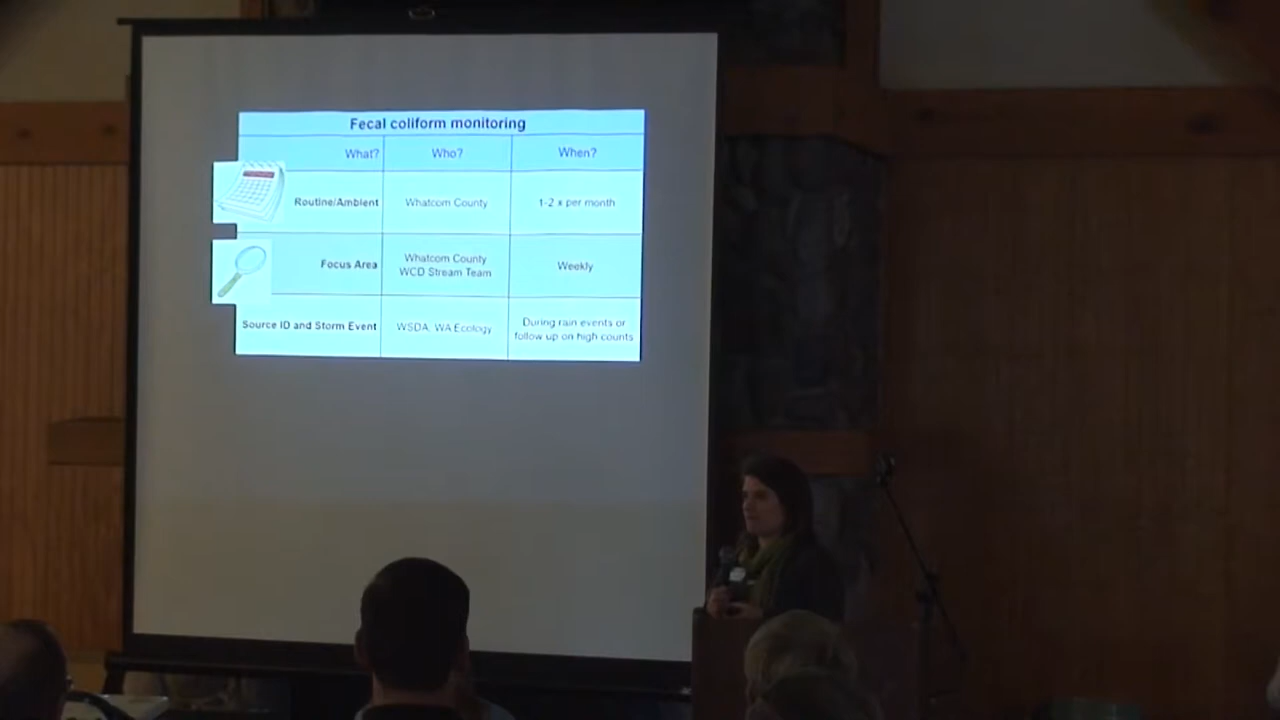 Fecal coliform monitoring
What? Who? When?
Routine/Ambient Whatcom County 1-2 x per month
Focus Area Whatcom County WCD Stream Team Weekly
Source ID and Storm Event WSDA, WA Ecology During rain events or follow up on high counts